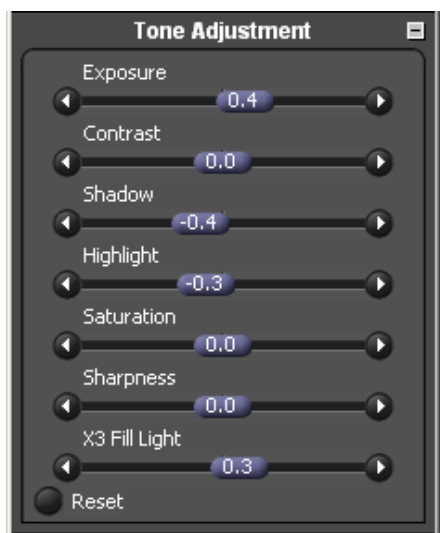 Tone Adjustment
Exposure
0.4
Contrast
0.0
Shadow
-0.4
Highlight
-0.3
Saturation
0.0
Sharpness
0.0
X3 Fill Light
0.3
Reset